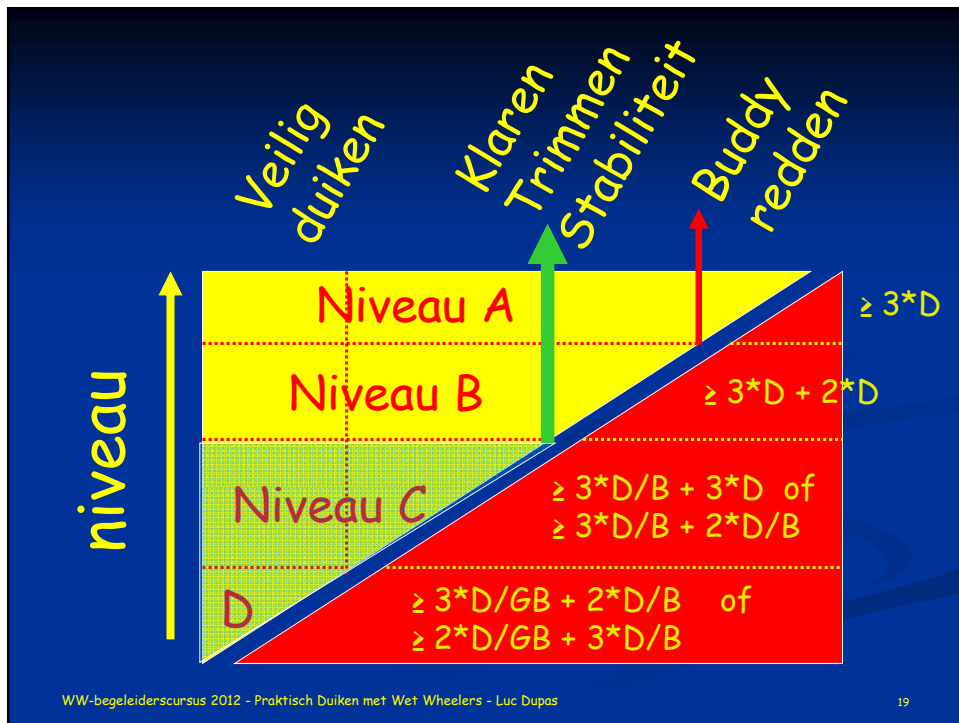 Veilig
duiken
Klaren
Trimmen
Stabiliteit
Buddy
redden
niveau
Niveau A
≥ 3*D
Niveau B
≥ 3*D + 2*D
Niveau C
≥ 3*D/B + 3*D of
≥ 3*D/B + 2*D/B
D
≥ 3*D/GB + 2*D/B of
≥ 2*D/GB + 3*D/B
WW-begeleiderscursus 2012 - Praktisch Duiken met Wet Wheelers - Luc Dupas
19